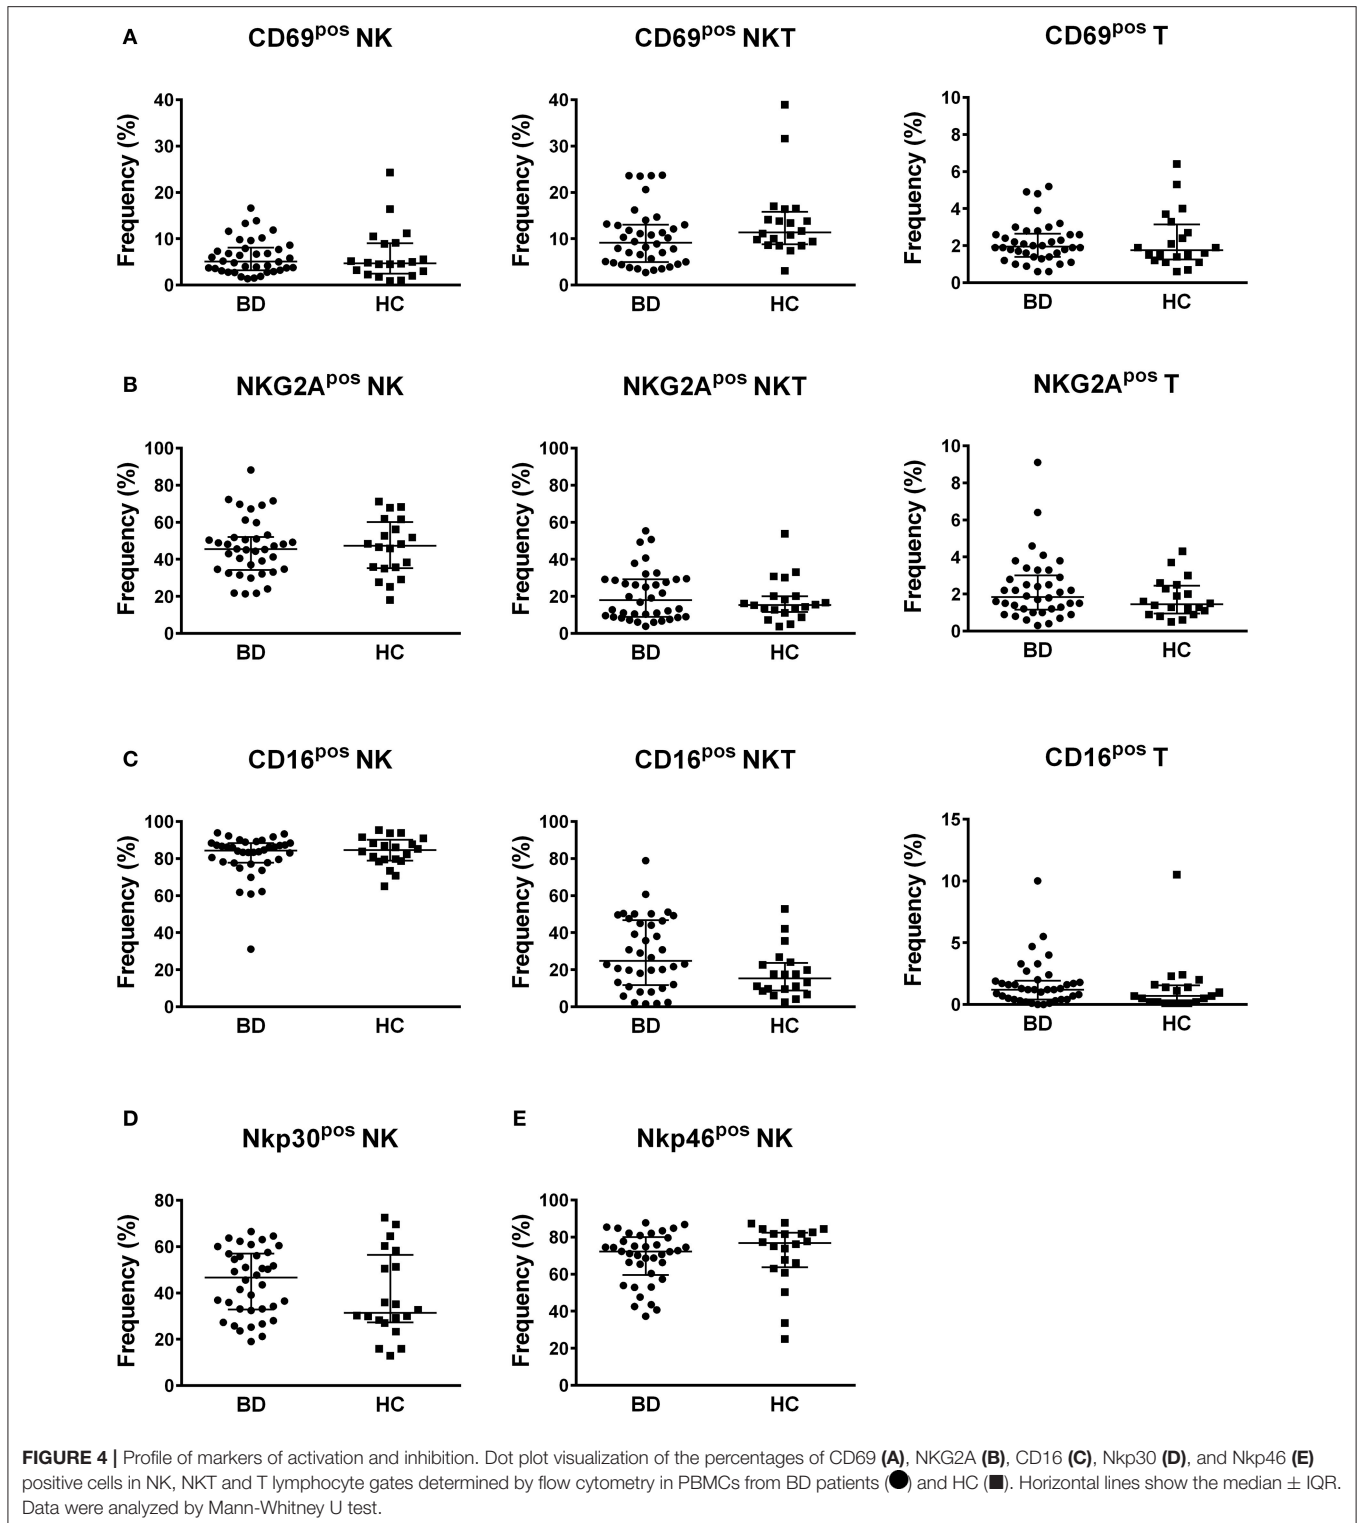 A
CD69pos NK
CD69pos NKT
CD69pos T
Frequency (%)
40
30
20
10
0
BD
HC
Frequency (%)
40
30
20
10
0
BD
HC
Frequency (%)
10
8
6
4
2
0
BD
HC
B
NKG2Apos NK
NKG2Apos NKT
NKG2Apos T
Frequency (%)
100
80
60
40
20
0
BD
HC
Frequency (%)
100
80
60
40
20
0
BD
HC
Frequency (%)
10
8
6
4
2
0
BD
HC
C
CD16pos NK
CD16pos NKT
CD16pos T
Frequency (%)
100
80
60
40
20
0
BD
HC
Frequency (%)
100
80
60
40
20
0
BD
HC
Frequency (%)
15
10
5
0
BD
HC
D
Nkp30pos NK
Frequency (%)
80
60
40
20
0
BD
HC
E
Nkp46pos NK
Frequency (%)
100
80
60
40
20
0
BD
HC
FIGURE 4 | Profile of markers of activation and inhibition. Dot plot visualization of the percentages of CD69 (A), NKG2A (B), CD16 (C), Nkp30 (D), and Nkp46 (E)
positive cells in NK, NKT and T lymphocyte gates determined by flow cytometry in PBMCs from BD patients (●) and HC (■). Horizontal lines show the median ± IQR.
Data were analyzed by Mann-Whitney U test.